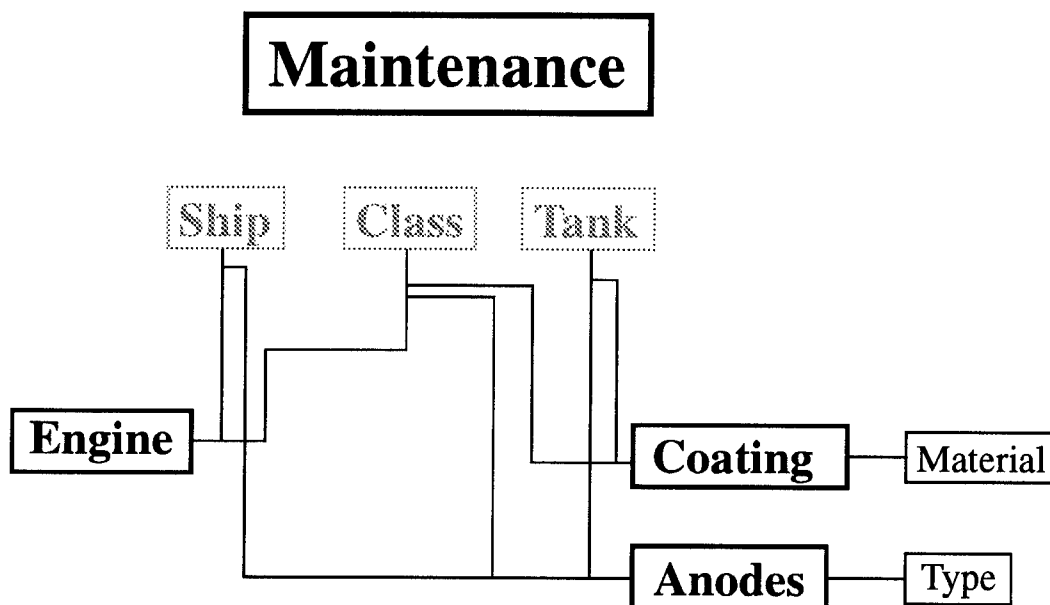 Maintenance
Ship
Class
Tank
Engine
Coating
Material
Anodes
Type